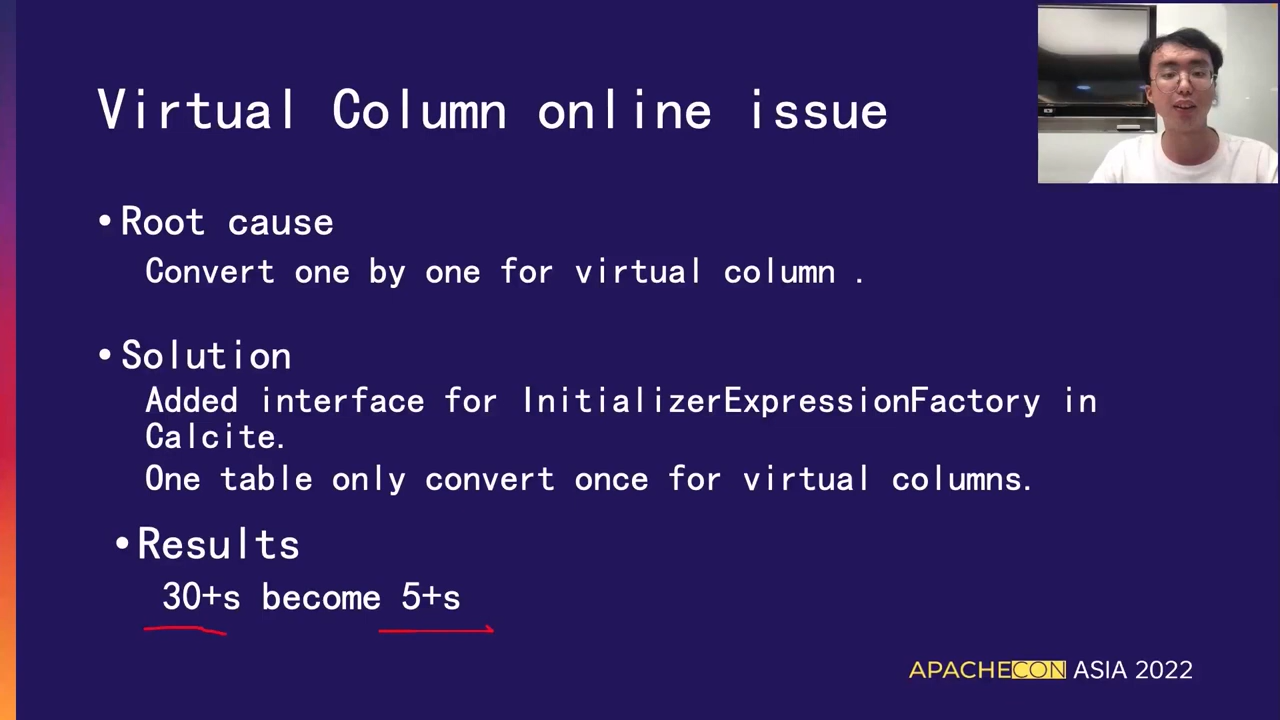 Virtual Column online issue
•Root cause
Convert one by one for virtual column .
•Solution
Added interface for InitializerExpressionFactory in
Calcite.
One table only convert once for virtual columns.
•Results
30+s become 5+s
APACHECON ASIA 2022